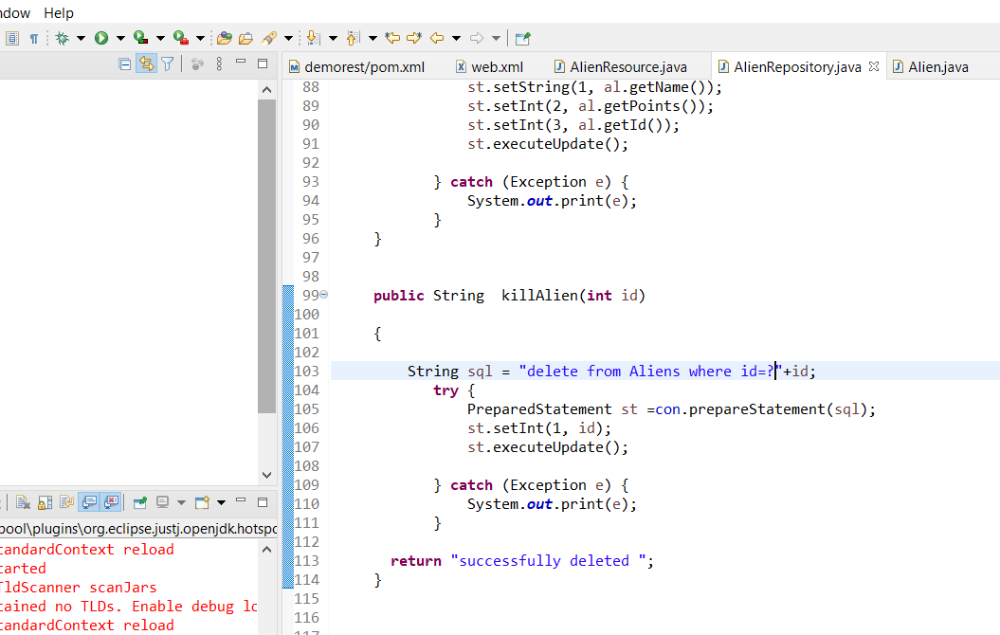 ndow Help
demorest/pom.xml web.xml AlienResource.java AlienRepository.java Alien.java
88 st.setString(1, al.getName());
89 st.setInt(2, al.getPoints());
90 st.setInt(3, al.getId());
91 st.executeUpdate();
92
93 } catch (Exception e) {
94 System.out.print(e);
95 }
96 }
97
98
99 public String  killAlien(int id)
100
101 {
102
103 String sql = "delete from Aliens where id=?"+id;
104 try {
105 PreparedStatement st =con.prepareStatement(sql);
106 st.setInt(1, id);
107 st.executeUpdate();
108
109 } catch (Exception e) {
110 System.out.print(e);
111 }
112
113 return "successfully deleted ";
114 }
115
116
117
pool\plugins\org.eclipse.justj.openjdk.hotspo
tandardContext reload
tarted
TldScanner scanJars
tained no TLDs. Enable debug lo
tandardContext reload